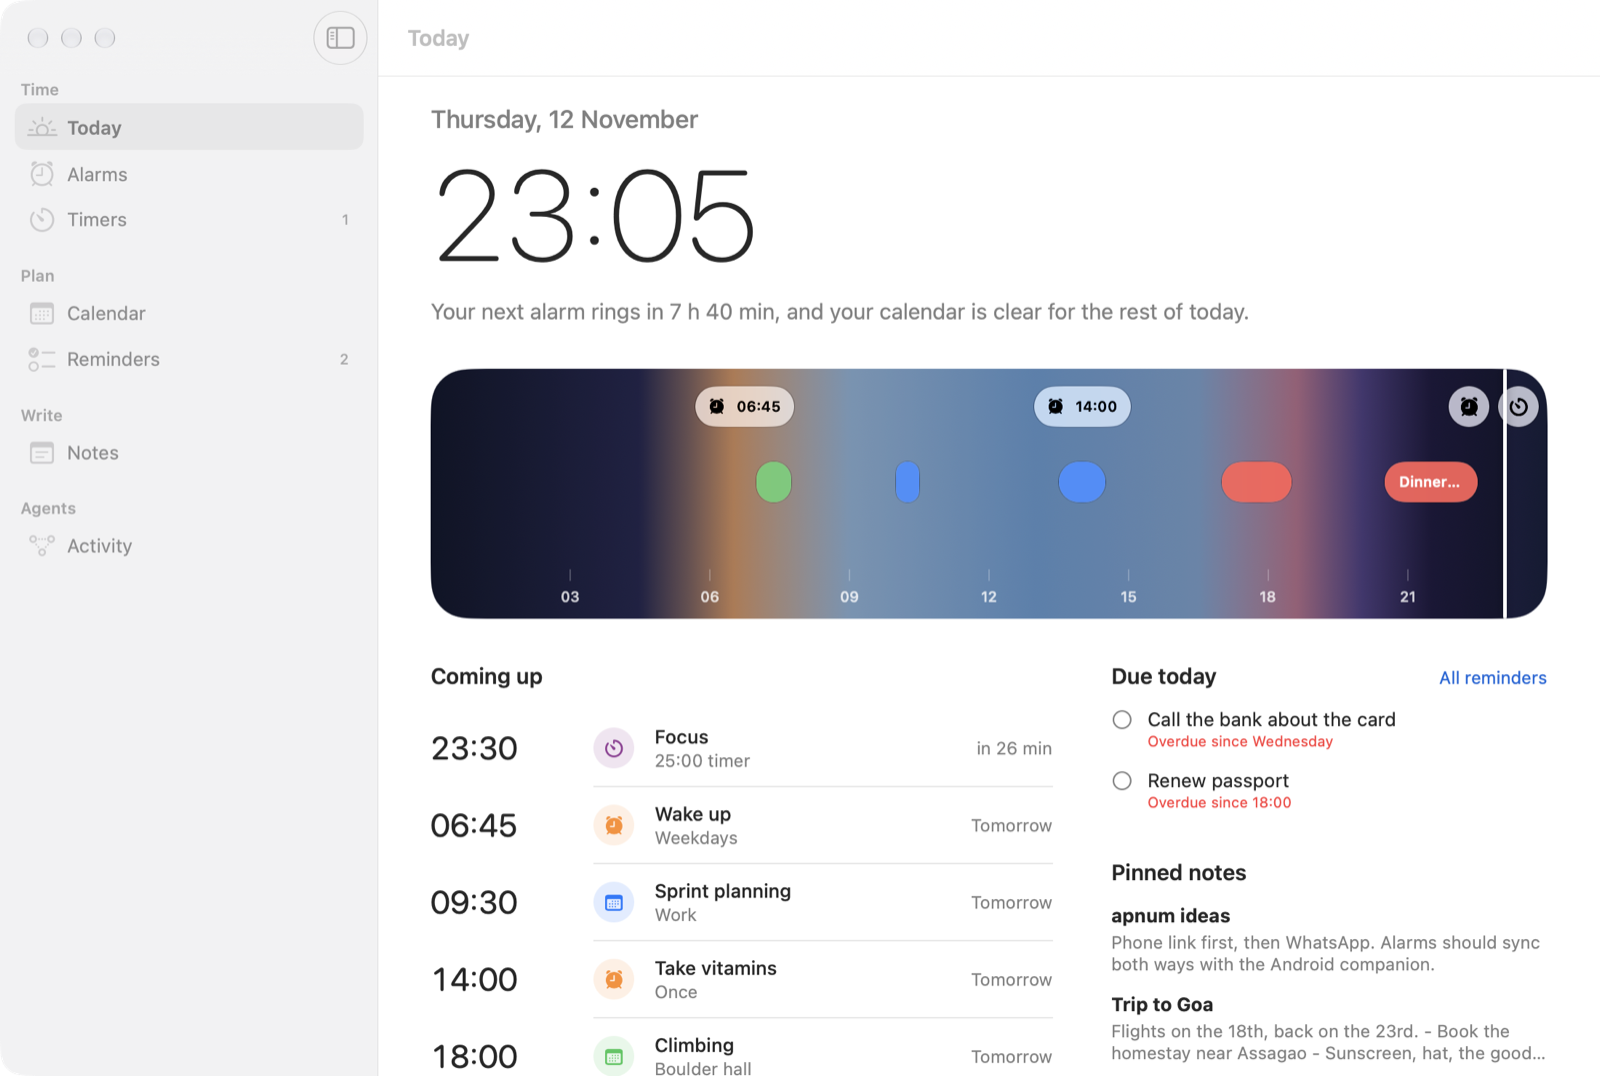 Time
Today
Alarms
Timers 1
Plan
Calendar
Reminders 2
Write
Notes
Agents
Activity
Today
Thursday, 12 November
23:05
Your next alarm rings in 7 h 40 min, and your calendar is clear for the rest of today.
06:45
14:00
Dinner...
03 06 09 12 15 18 21
Coming up
23:30
Focus
25:00 timer
in 26 min
06:45
Wake up
Weekdays
Tomorrow
09:30
Sprint planning
Work
Tomorrow
14:00
Take vitamins
Once
Tomorrow
18:00
Climbing
Boulder hall
Tomorrow
Due today
All reminders
Call the bank about the card
Overdue since Wednesday
Renew passport
Overdue since 18:00
Pinned notes
apnum ideas
Phone link first, then WhatsApp. Alarms should sync
both ways with the Android companion.
Trip to Goa
Flights on the 18th, back on the 23rd. - Book the
homestay near Assagao - Sunscreen, hat, the good...